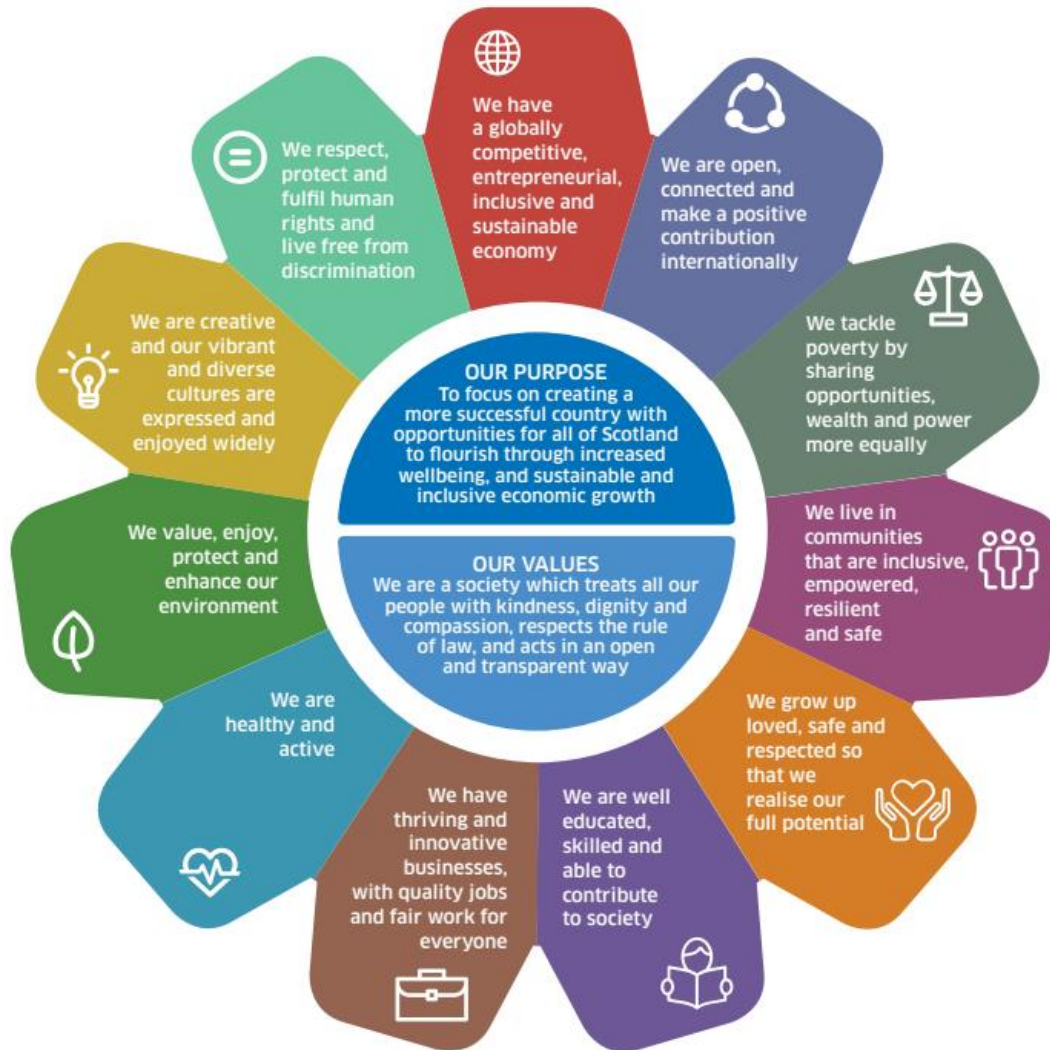 We have
a globally
competitive,
entrepreneurial,
inclusive and
sustainable
economy
We are open,
connected and
make a positive
contribution
internationally
We tackle
poverty by
sharing
opportunities,
wealth and power
more equally
We live in
communities
that are inclusive,
empowered,
resilient
and safe
We grow up
loved, safe and
respected so
that we
realise our
full potential
We are well
educated,
skilled and
able to
contribute
to society
We have
thriving and
innovative
businesses,
with quality jobs
and fair work for
everyone
We are
healthy and
active
We value, enjoy,
protect and
enhance our
environment
We are creative
and our vibrant
and diverse
cultures are
expressed and
enjoyed widely
We respect,
protect and
fulfil human
rights and
live free from
discrimination
OUR PURPOSE
To focus on creating a
more successful country with
opportunities for all of Scotland
to flourish through increased
wellbeing, and sustainable and
inclusive economic growth
OUR VALUES
We are a society which treats all our
people with kindness, dignity and
compassion, respects the rule
of law, and acts in an open
and transparent way